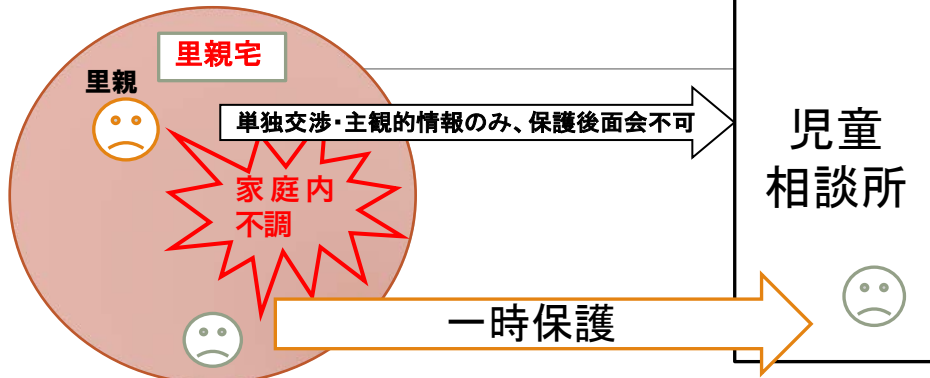 里親宅
里親
単独交渉・主観的情報のみ、保護後面会不可
家庭内
不調
児童
相談所
一時保護